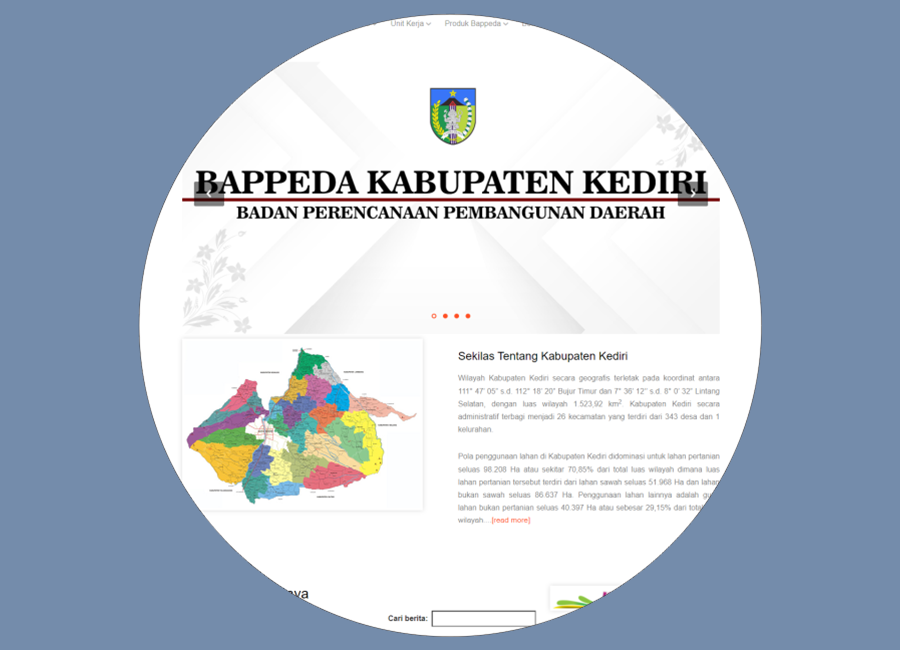 Unit Kerja
Produk Bappeda
BAPPEDA KABUPATEN KEDIRI
BADAN PERENCANAAN PEMBANGUNAN DAERAH
Sekilas Tentang Kabupaten Kediri
Wilayah Kabupaten Kediri secara geografis terletak pada koordinat antara
111° 47' 05" s.d. 112° 18' 20" Bujur Timur dan 7° 36' 12" s.d. 8° 0' 32" Lintang
Selatan, dengan luas wilayah 1.523,92 km². Kabupaten Kediri secara
administratif terbagi menjadi 26 kecamatan yang terdiri dari 343 desa dan 1
kelurahan.
Pola penggunaan lahan di Kabupaten Kediri didominasi untuk lahan pertanian
seluas 98.208 Ha atau sekitar 70,85% dari total luas wilayah dimana luas
lahan pertanian tersebut terdiri dari lahan sawah seluas 51.968 Ha dan lahan
bukan sawah seluas 86.637 Ha. Penggunaan lahan lainnya adalah
lahan bukan pertanian seluas 40.397 Ha atau sebesar 29,15% dari total
wilayah ...[read more]
Cari berita: